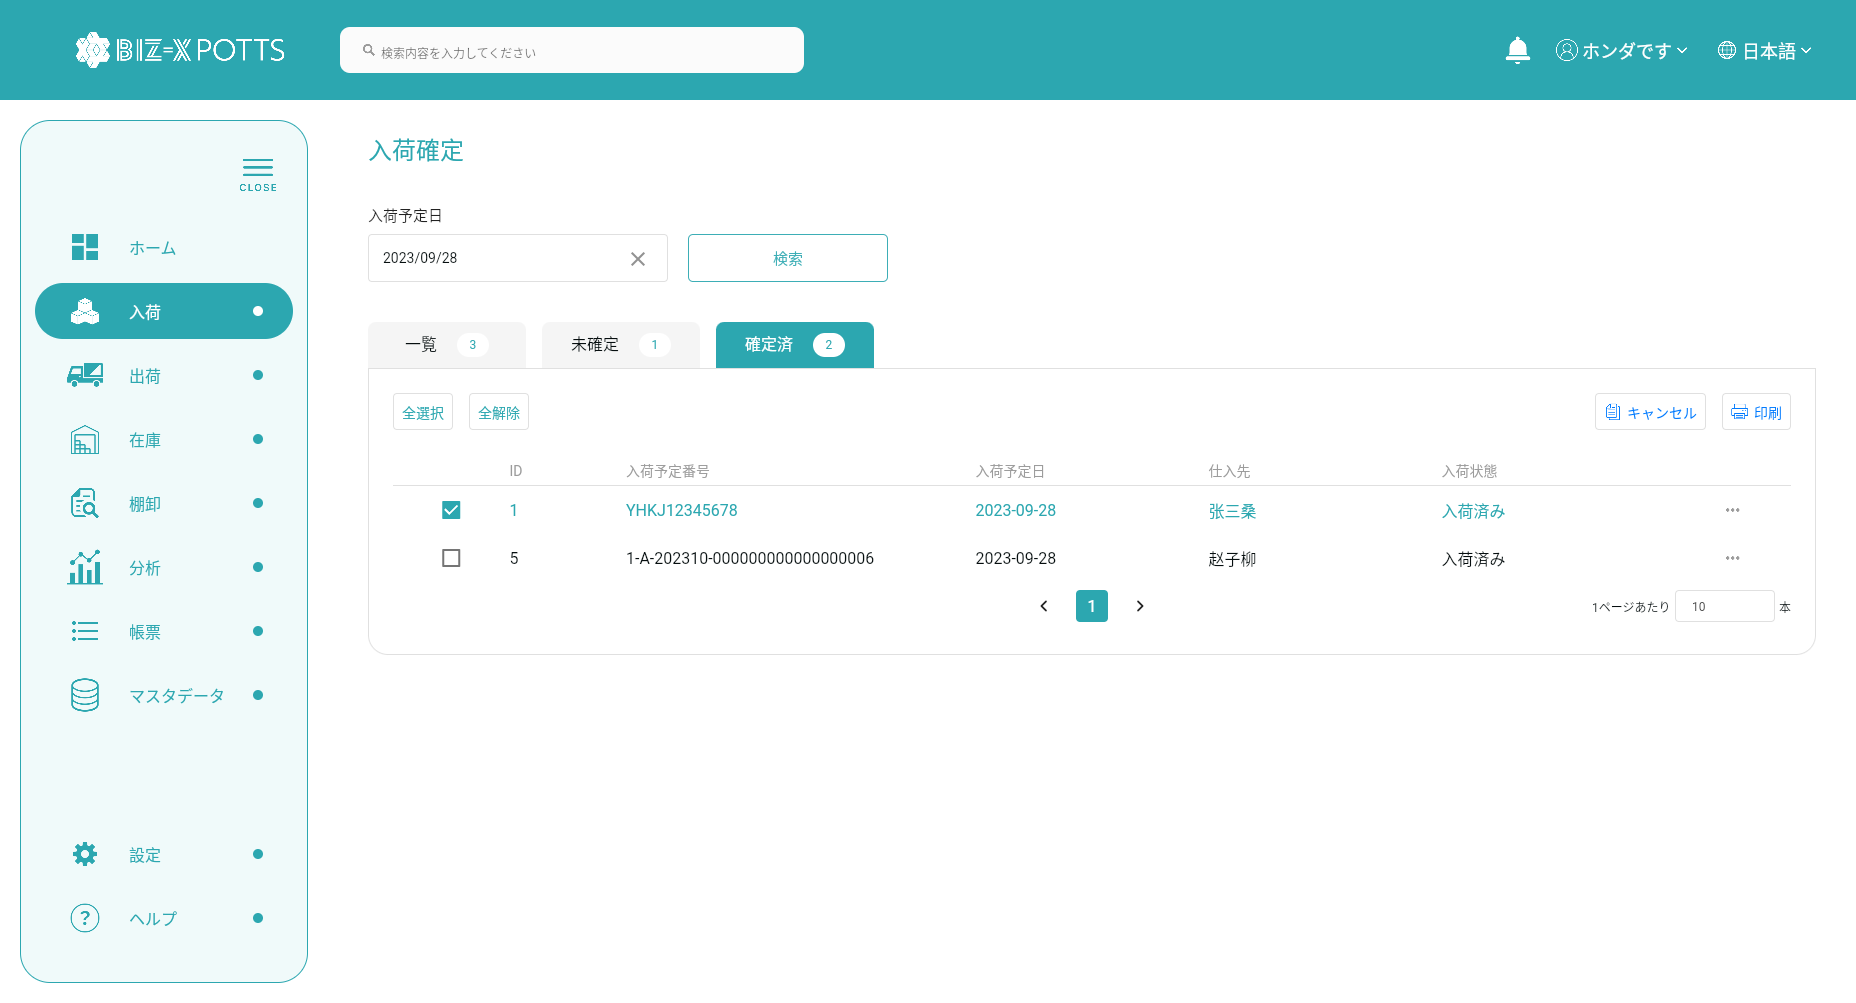 BIZ-X POTTS
検索内容を入力してください
ホンダです
日本語
CLOSE
ホーム
入荷
出荷
在庫
棚卸
分析
帳票
マスタデータ
設定
ヘルプ
入荷確定
入荷予定日
2023/09/28
検索
一覧 3 未確定 1 確定済 2
全選択 全解除 キャンセル 印刷
ID 入荷予定番号 入荷予定日 仕入先 入荷状態
1 YHKJ12345678 2023-09-28 张三桑 入荷済み ···
5 1-A-202310-000000000000000006 2023-09-28 赵子柳 入荷済み ···
1 1ページあたり 10 本